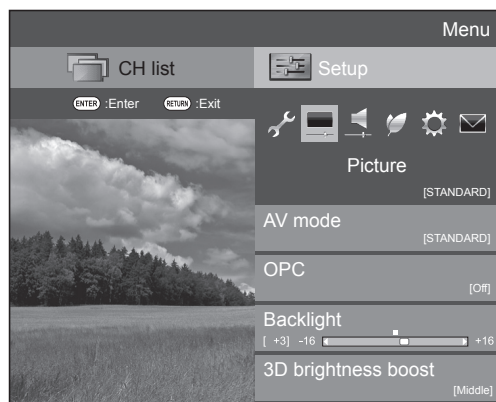 Menu
CH list
Setup
ENTER :Enter RETURN :Exit
Picture
[STANDARD]
AV mode
[STANDARD]
OPC
[Off]
Backlight
[ +3] -16 +16
3D brightness boost
[Middle]